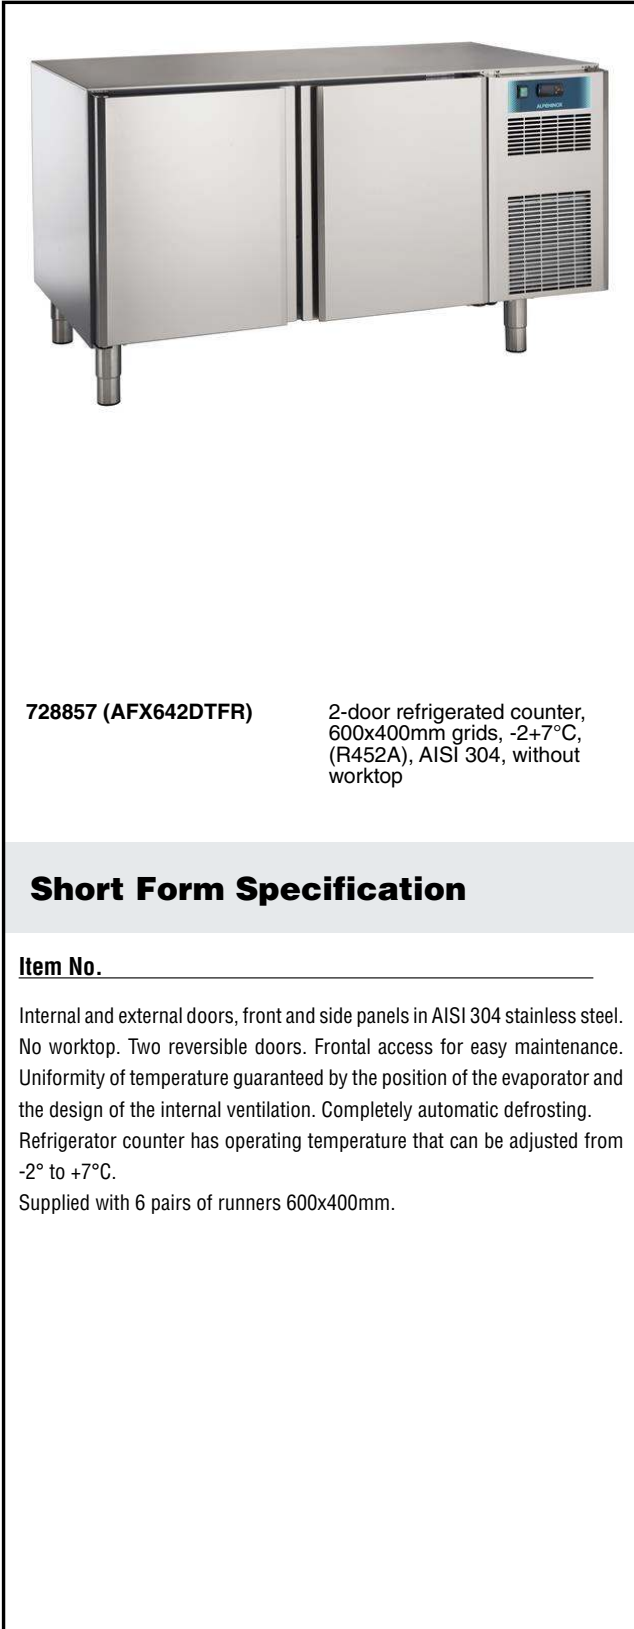 ALPENINOX
728857 (AFX642DTFR)
2-door refrigerated counter,
600x400mm grids, -2+7°C,
(R452A), AISI 304, without
worktop
Short Form Specification
Item No.
Internal and external doors, front and side panels in AISI 304 stainless steel.
No worktop. Two reversible doors. Frontal access for easy maintenance.
Uniformity of temperature guaranteed by the position of the evaporator and
the design of the internal ventilation. Completely automatic defrosting.
Refrigerator counter has operating temperature that can be adjusted from
-2° to +7°C.
Supplied with 6 pairs of runners 600x400mm.